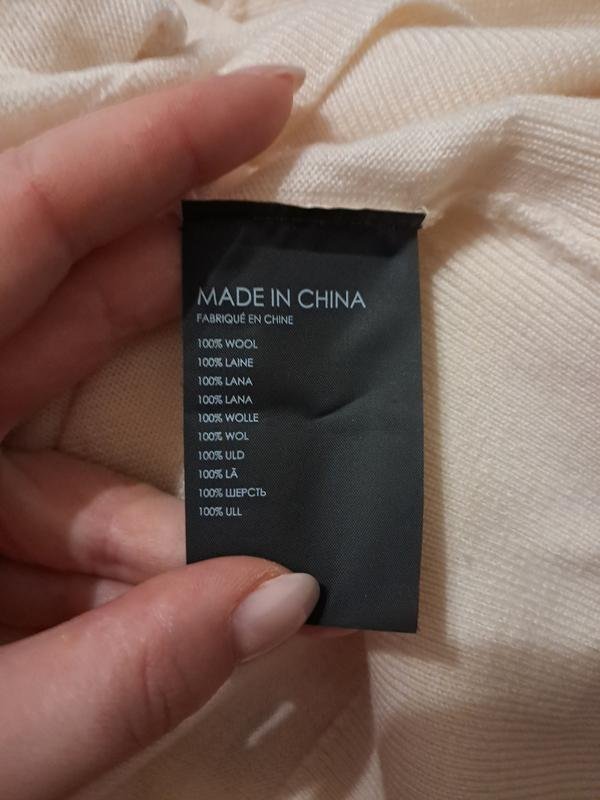 MADE IN CHINA
FABRIQUÉ EN CHINE
100% WOOL
100% LAINE
100% LANA
100% LANA
100% WOLLE
100% WOL
100% ULD
100% LÃ
100% ШЕРСТЬ
100% ULL